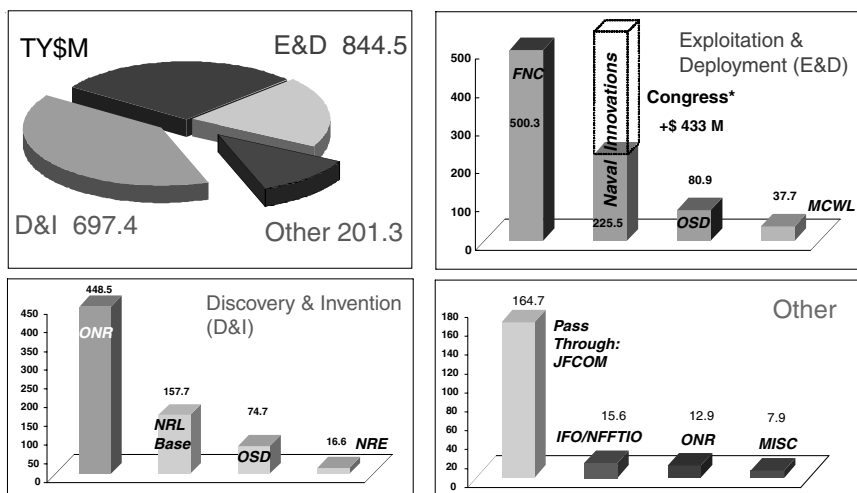 TY$M
E&D 844.5
D&I 697.4
Other 201.3
Exploitation &
Deployment (E&D)
500
400
300
200
100
0
FNC
500.3
Naval Innovations
225.5
Congress*
+$ 433 M
80.9
OSD
37.7
MCWL
Discovery & Invention
(D&I)
450
400
350
300
250
200
150
100
50
0
448.5
ONR
157.7
NRL
Base
74.7
OSD
16.6
NRE
Other
180
160
140
120
100
80
60
40
20
0
164.7
Pass
Through:
JFCOM
15.6
IFO/NFFTIO
12.9
ONR
7.9
MISC